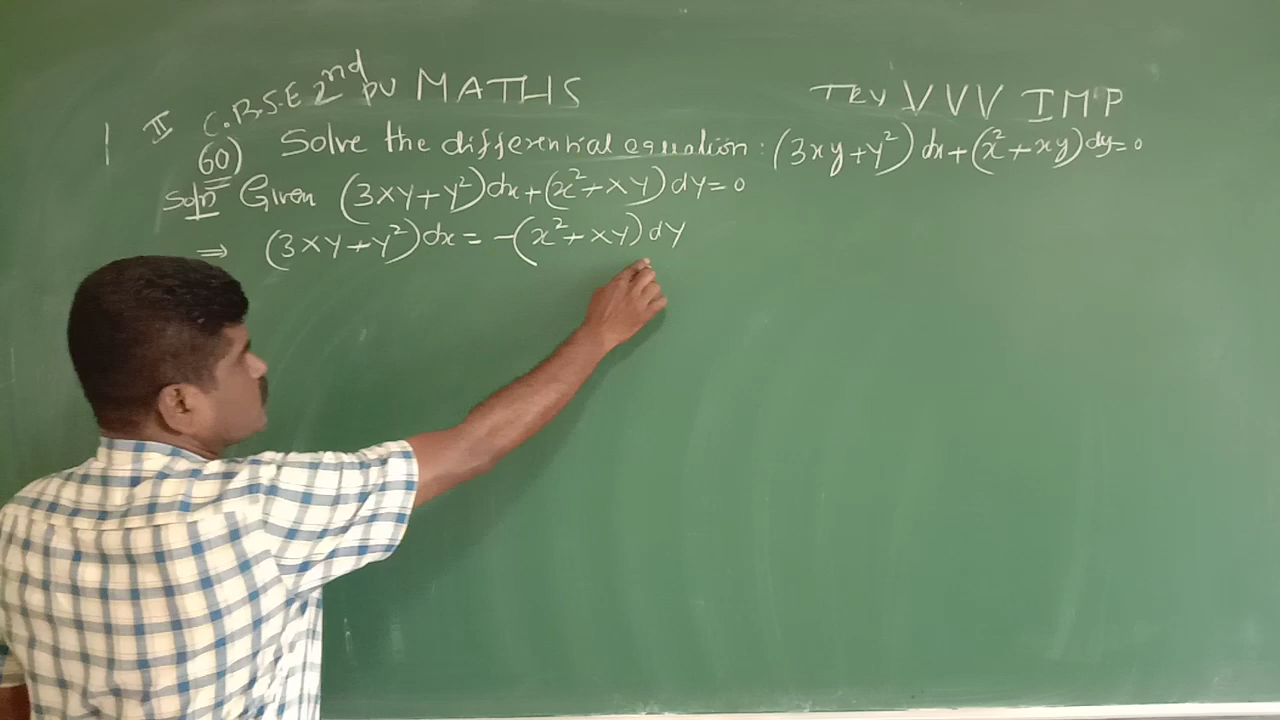 II C.B.S.E 2nd PU MATHS TRY VVV IMP
60) Solve the differential equation: (3xy+y²)dx+(x²+xy)dy=0
Soln Given (3xy+y²)dx+(x²+xy)dy=0
⇒ (3xy+y²)dx=-(x²+xy)dy